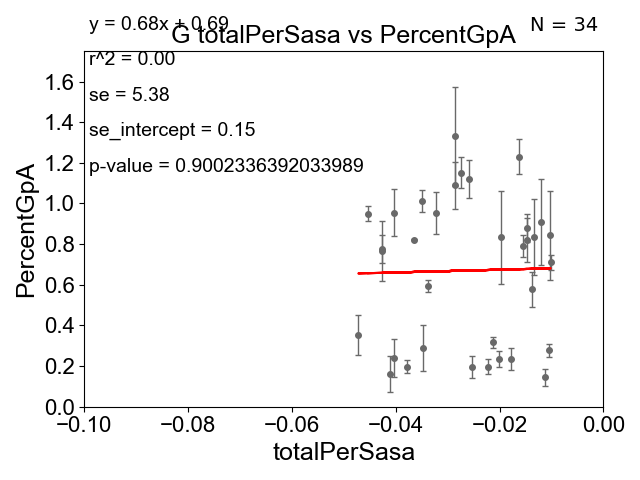 y = 0.68x + 0.69
N = 34
G totalPerSasa vs PercentGpA
r^2 = 0.00
se = 5.38
se_intercept = 0.15
p-value = 0.9002336392033989
PercentGpA
1.6
1.4
1.2
1.0
0.8
0.6
0.4
0.2
0.0
−0.10 −0.08 −0.06 −0.04 −0.02 0.00
totalPerSasa